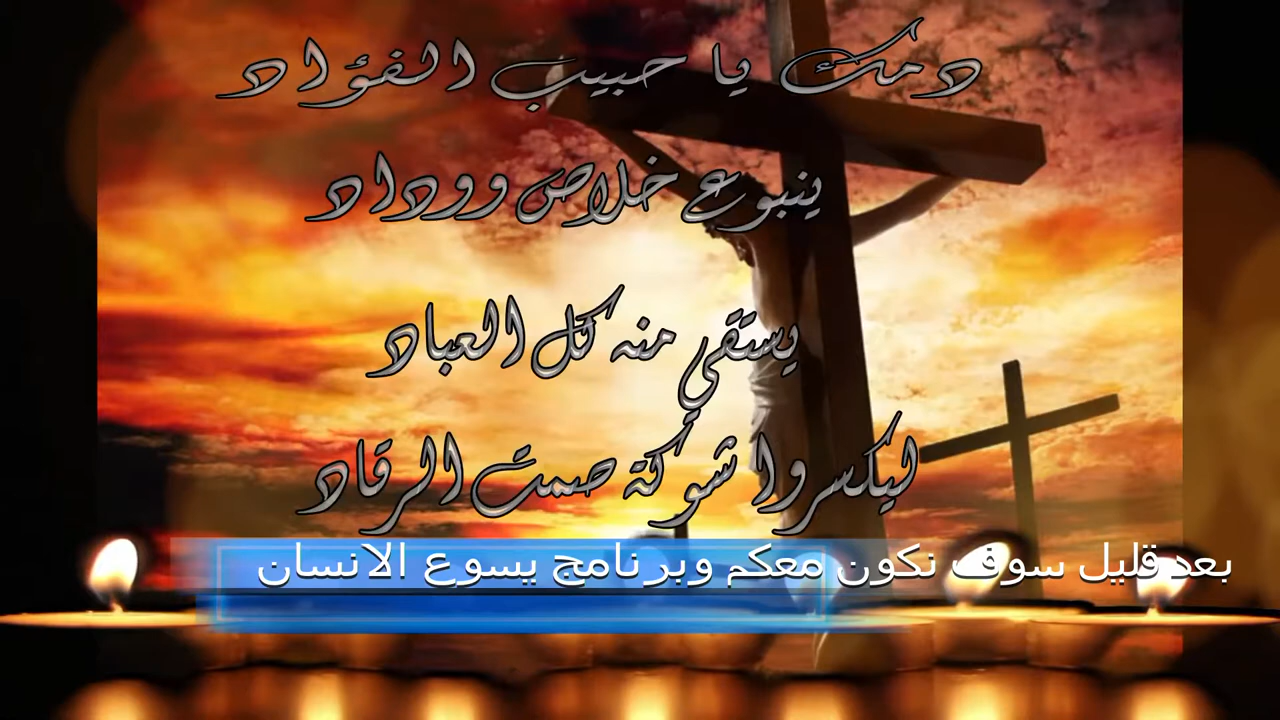 دمك يا حبيب الفؤاد
ينبوع خلاص ووداد
يستقي منه كل العباد
ليكسروا شوكة صمت الرقاد
بعد قليل سوف نكون معكم وبرنامج يسوع الانسان